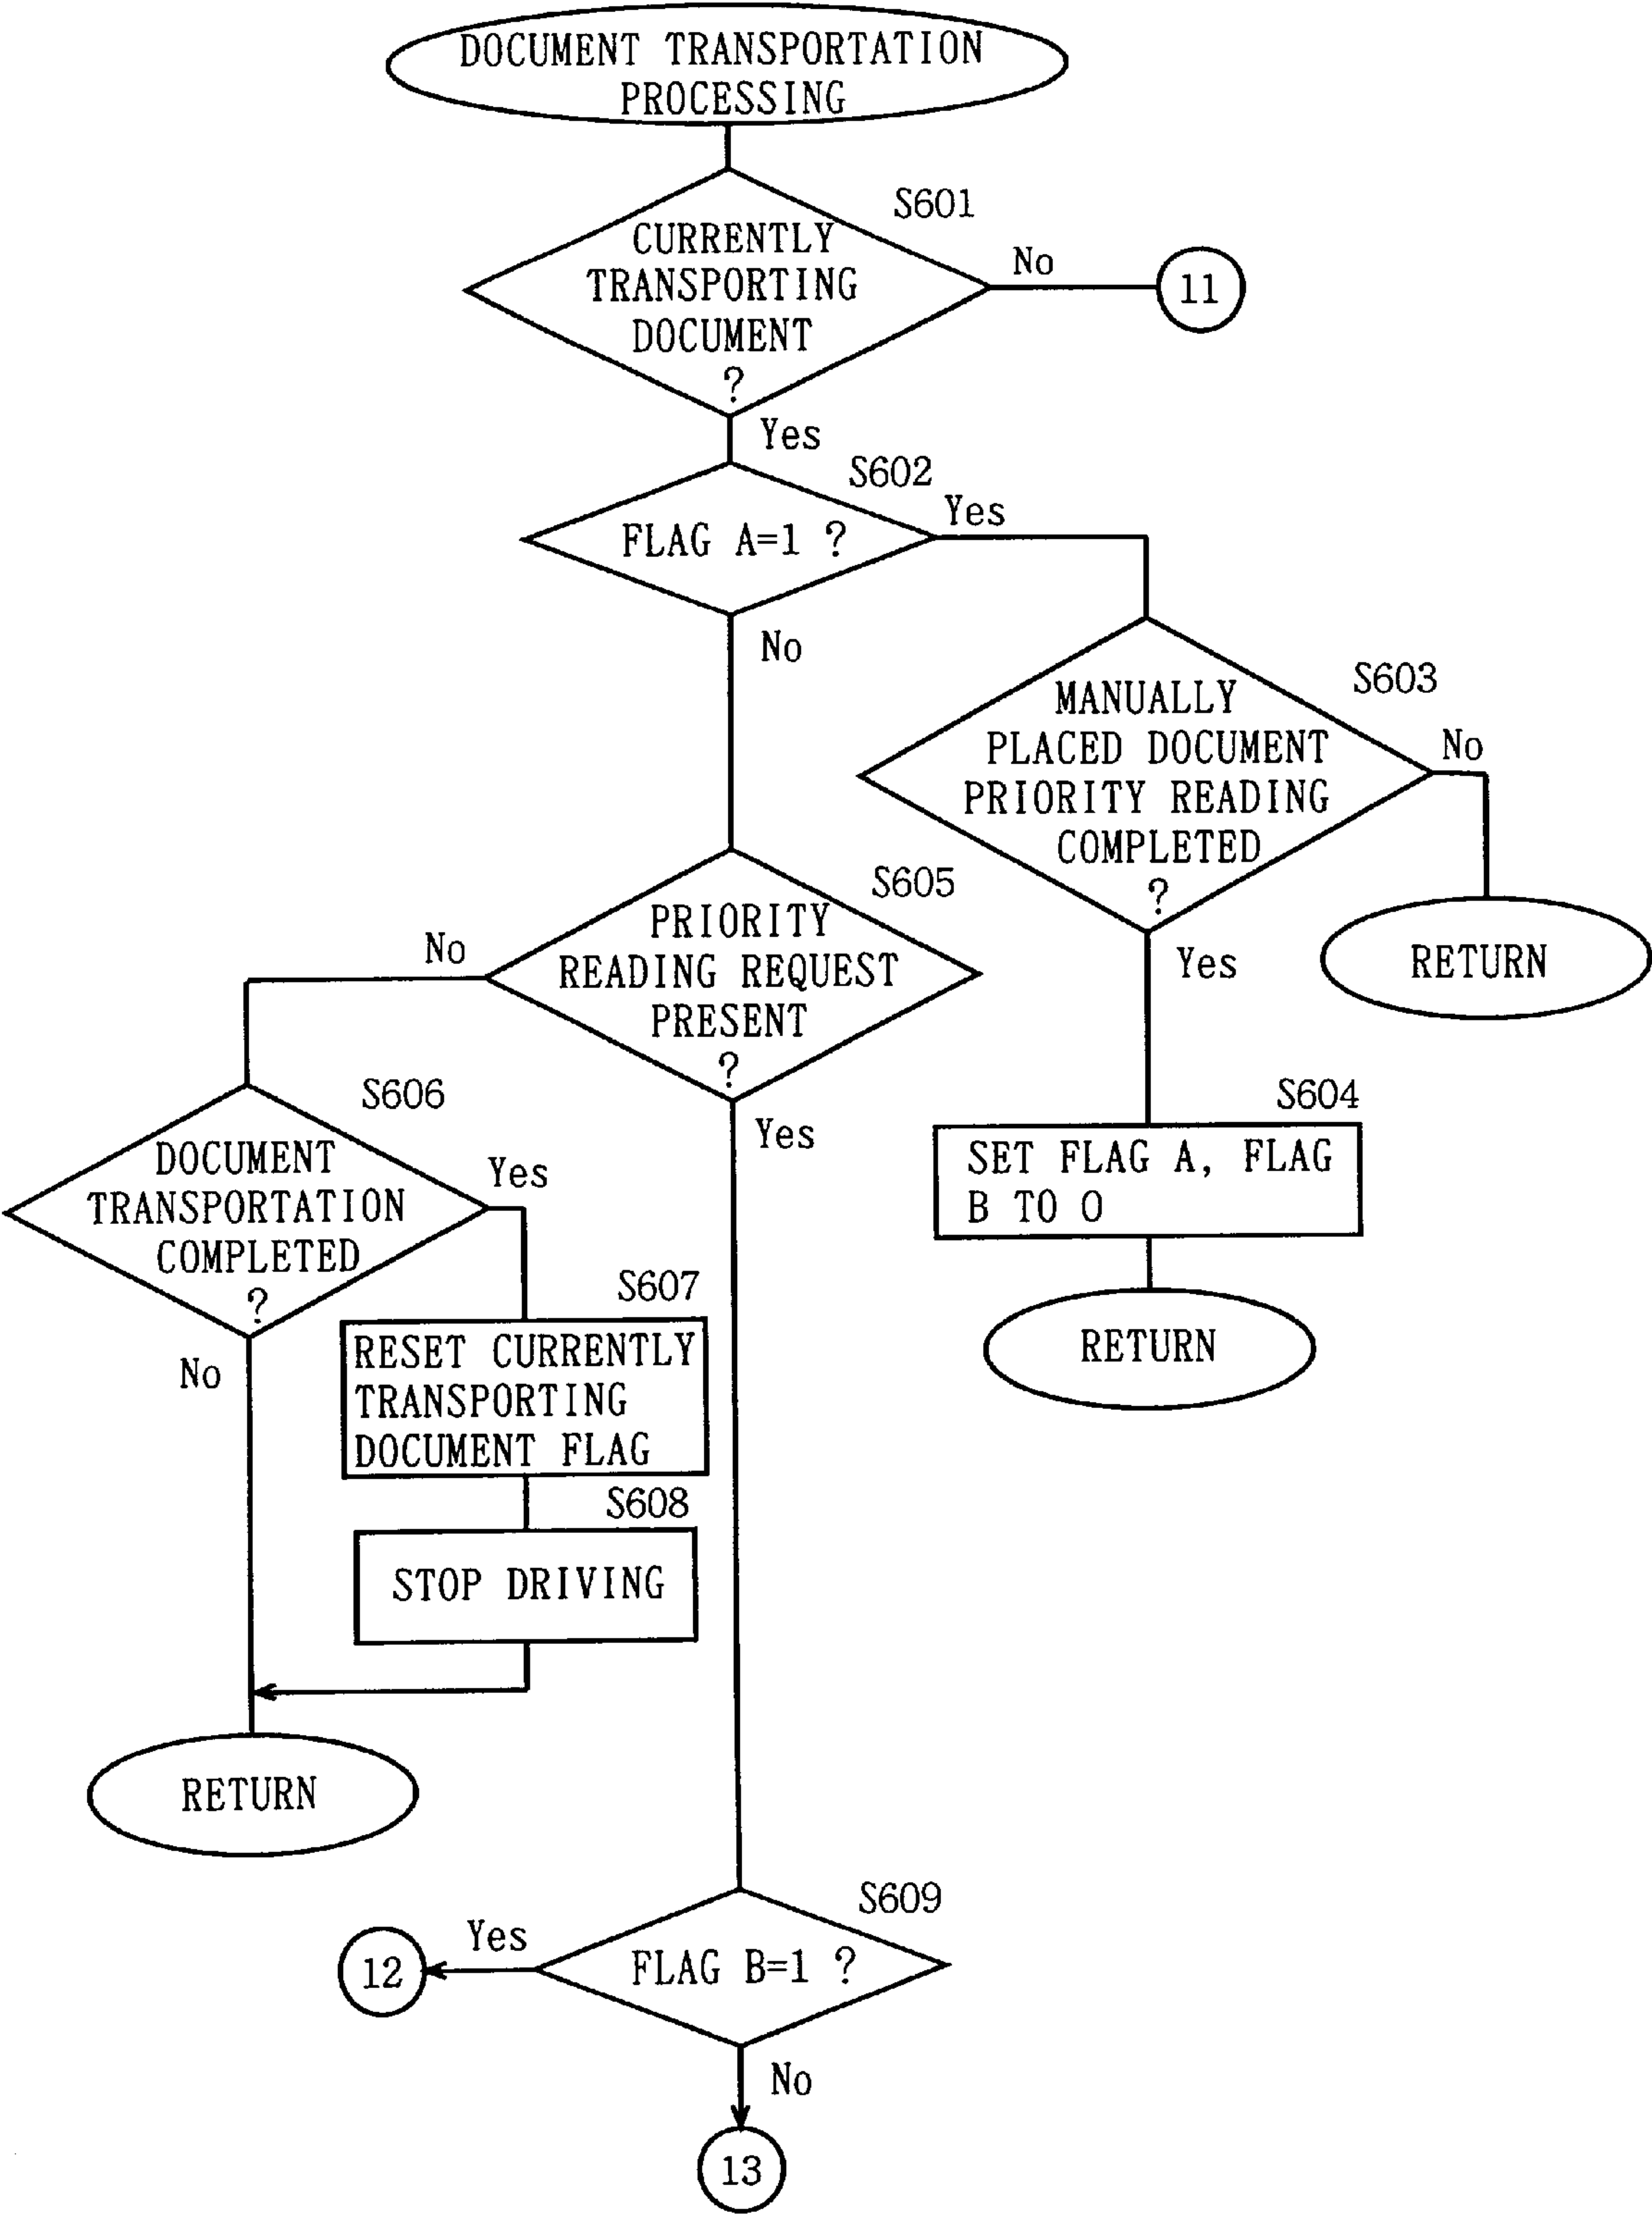 DOCUMENT TRANSPORTATION
PROCESSING
S601
CURRENTLY
TRANSPORTING
DOCUMENT
?
No
11
Yes
S602
FLAG A=1 ?
Yes
No
S603
MANUALLY
PLACED DOCUMENT
PRIORITY READING
COMPLETED
?
No
RETURN
Yes
S604
SET FLAG A, FLAG
B TO 0
RETURN
S605
PRIORITY
READING REQUEST
PRESENT
?
No
Yes
S606
DOCUMENT
TRANSPORTATION
COMPLETED
?
Yes
No
S607
RESET CURRENTLY
TRANSPORTING
DOCUMENT FLAG
S608
STOP DRIVING
RETURN
S609
FLAG B=1 ?
Yes
12
No
13